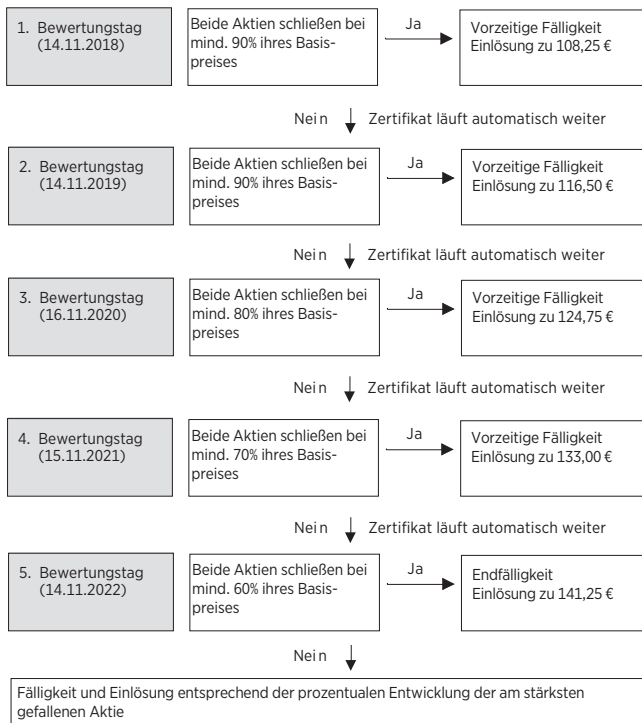 1. Bewertungstag
(14.11.2018)
Beide Aktien schließen bei
mind. 90% ihres Basis-
preises
Ja
Vorzeitige Fälligkeit
Einlösung zu 108,25 €
Nein
Zertifikat läuft automatisch weiter
2. Bewertungstag
(14.11.2019)
Beide Aktien schließen bei
mind. 90% ihres Basis-
preises
Ja
Vorzeitige Fälligkeit
Einlösung zu 116,50 €
Nein
Zertifikat läuft automatisch weiter
3. Bewertungstag
(16.11.2020)
Beide Aktien schließen bei
mind. 80% ihres Basis-
preises
Ja
Vorzeitige Fälligkeit
Einlösung zu 124,75 €
Nein
Zertifikat läuft automatisch weiter
4. Bewertungstag
(15.11.2021)
Beide Aktien schließen bei
mind. 70% ihres Basis-
preises
Ja
Vorzeitige Fälligkeit
Einlösung zu 133,00 €
Nein
Zertifikat läuft automatisch weiter
5. Bewertungstag
(14.11.2022)
Beide Aktien schließen bei
mind. 60% ihres Basis-
preises
Ja
Endfälligkeit
Einlösung zu 141,25 €
Nein
Fälligkeit und Einlösung entsprechend der prozentualen Entwicklung der am stärksten
gefallenen Aktie